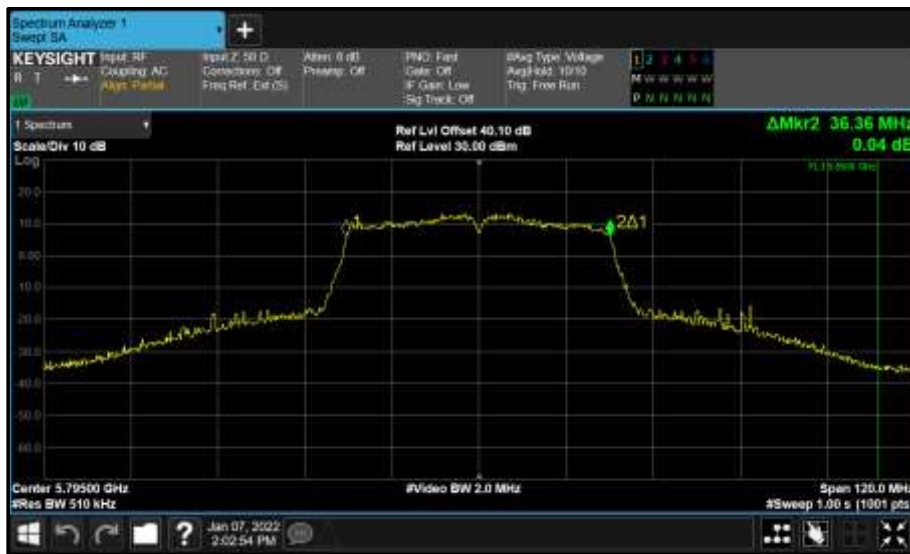 Spectrum Analyzer 1
Swept SA
+
KEYSIGHT
R T
Input: RF
Coupling: AC
Align: Partial
Input Z: 50 Ω
Corrections: Off
Freq Ref: Ext (S)
Atten: 6 dB
Preamp: Off
PNO: Fast
Gate: Off
IF Gain: Low
Sig Track: Off
#Avg Type: Voltage
Avg|Hold: 10/10
Trig: Free Run
1 2 3 4 5 6
M W W W W W
P N N N N N
1 Spectrum
Scale/Div 10 dB
Ref Lvl Offset 40.10 dB
Ref Level 30.00 dBm
ΔMkr2 36.36 MHz
0.04 dB
Log
20.0
10.0
0.00
-10.0
-20.0
-30.0
-40.0
-50.0
-60.0
1
2Δ1
Center 5.79500 GHz
#Res BW 510 kHz
#Video BW 2.0 MHz
Span 120.0 MHz
#Sweep 1.00 s (1001 pts)
?
Jan 07, 2022
2:02:54 PM